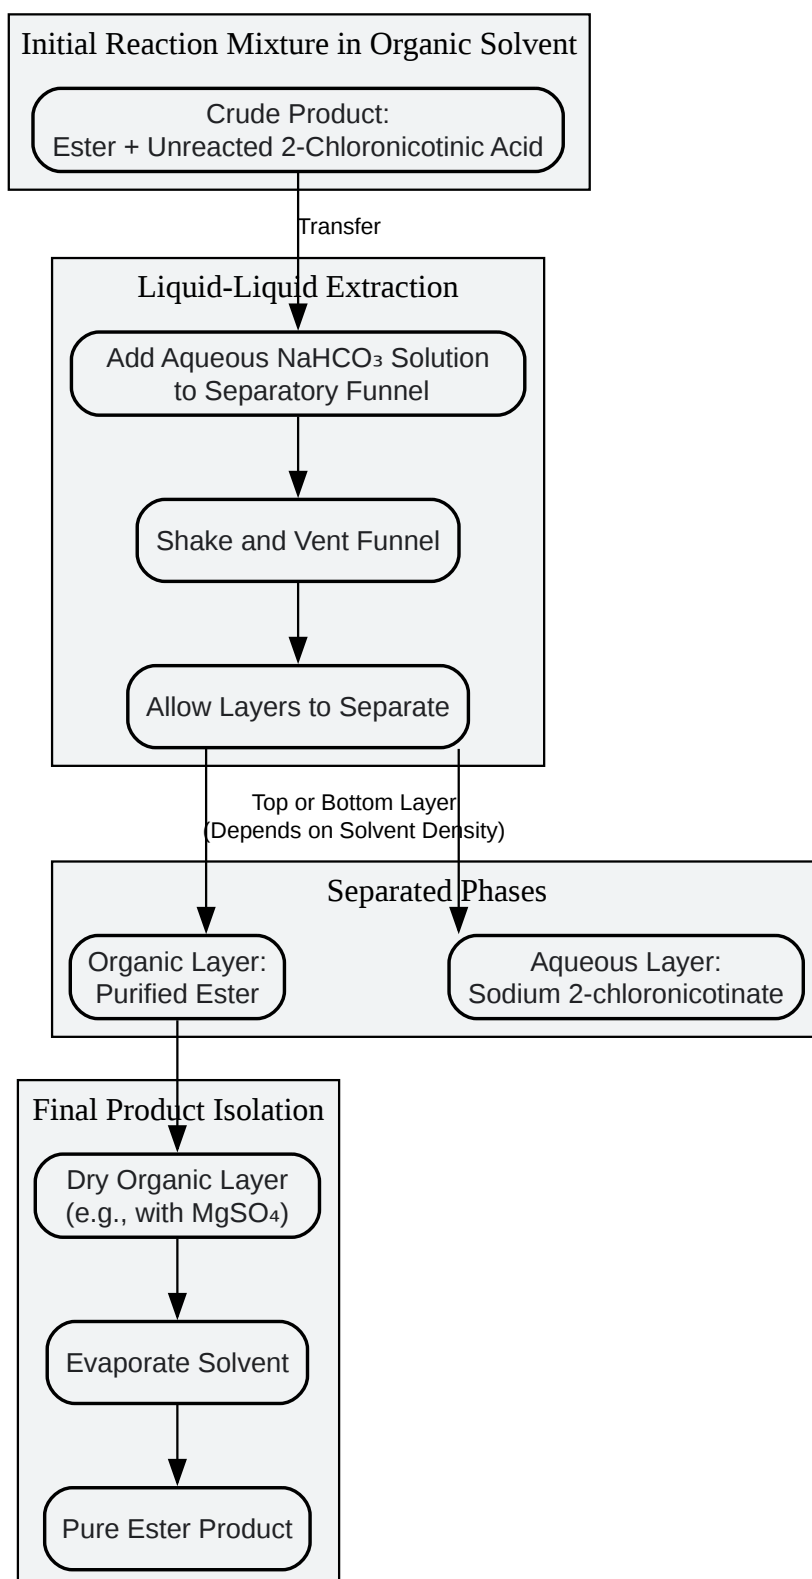 Initial Reaction Mixture in Organic Solvent
Crude Product:
Ester + Unreacted 2-Chloronicotinic Acid
Transfer
Liquid-Liquid Extraction
Add Aqueous NaHCO₃ Solution
to Separatory Funnel
Shake and Vent Funnel
Allow Layers to Separate
Top or Bottom Layer
(Depends on Solvent Density)
Separated Phases
Organic Layer:
Purified Ester
Aqueous Layer:
Sodium 2-chloronicotinate
Final Product Isolation
Dry Organic Layer
(e.g., with MgSO₄)
Evaporate Solvent
Pure Ester Product